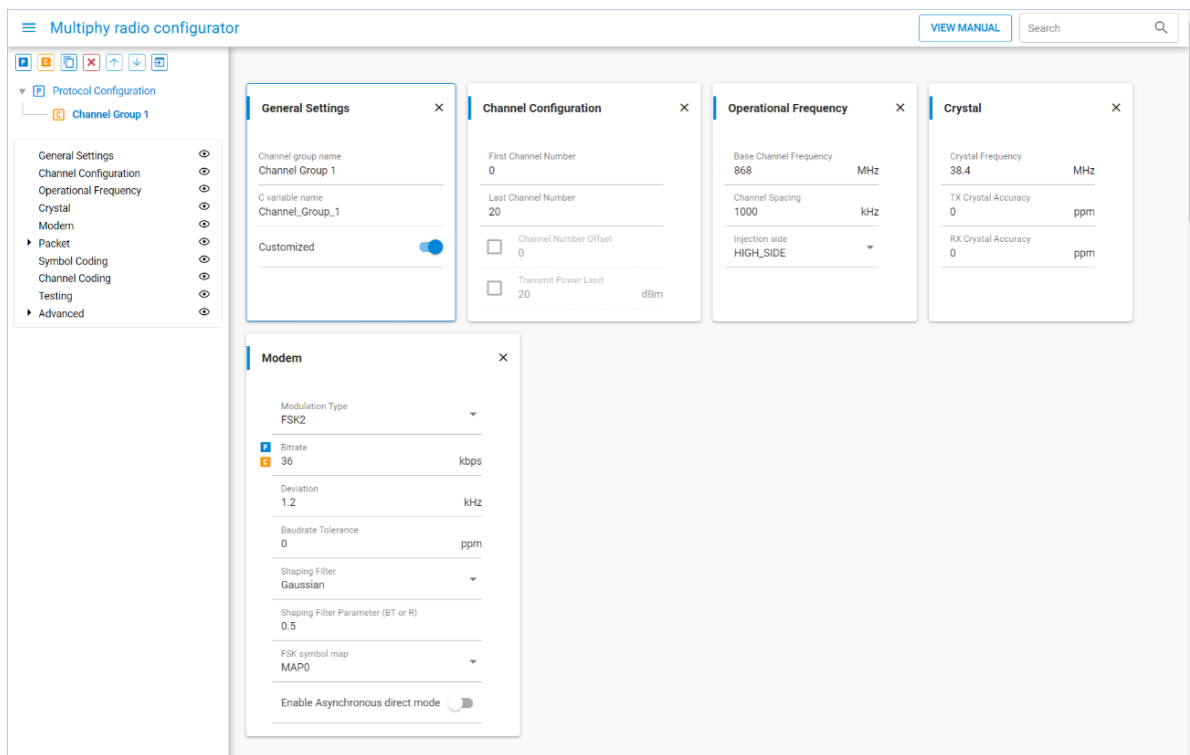 Multiphy radio configurator
VIEW MANUAL
Search
P
C
P Protocol Configuration
C Channel Group 1
General Settings
Channel Configuration
Operational Frequency
Crystal
Modem
Packet
Symbol Coding
Channel Coding
Testing
Advanced
General Settings
Channel group name
Channel Group 1
C variable name
Channel_Group_1
Customized
Channel Configuration
First Channel Number
0
Last Channel Number
20
Channel Number Offset
0
Transmit Power Limit
20 dBm
Operational Frequency
Base Channel Frequency
868 MHz
Channel Spacing
1000 kHz
Injection side
HIGH_SIDE
Crystal
Crystal Frequency
38.4 MHz
TX Crystal Accuracy
0 ppm
RX Crystal Accuracy
0 ppm
Modem
Modulation Type
FSK2
P Bitrate
C 36 kbps
Deviation
1.2 kHz
Baudrate Tolerance
0 ppm
Shaping Filter
Gaussian
Shaping Filter Parameter (BT or R)
0.5
FSK symbol map
MAP0
Enable Asynchronous direct mode